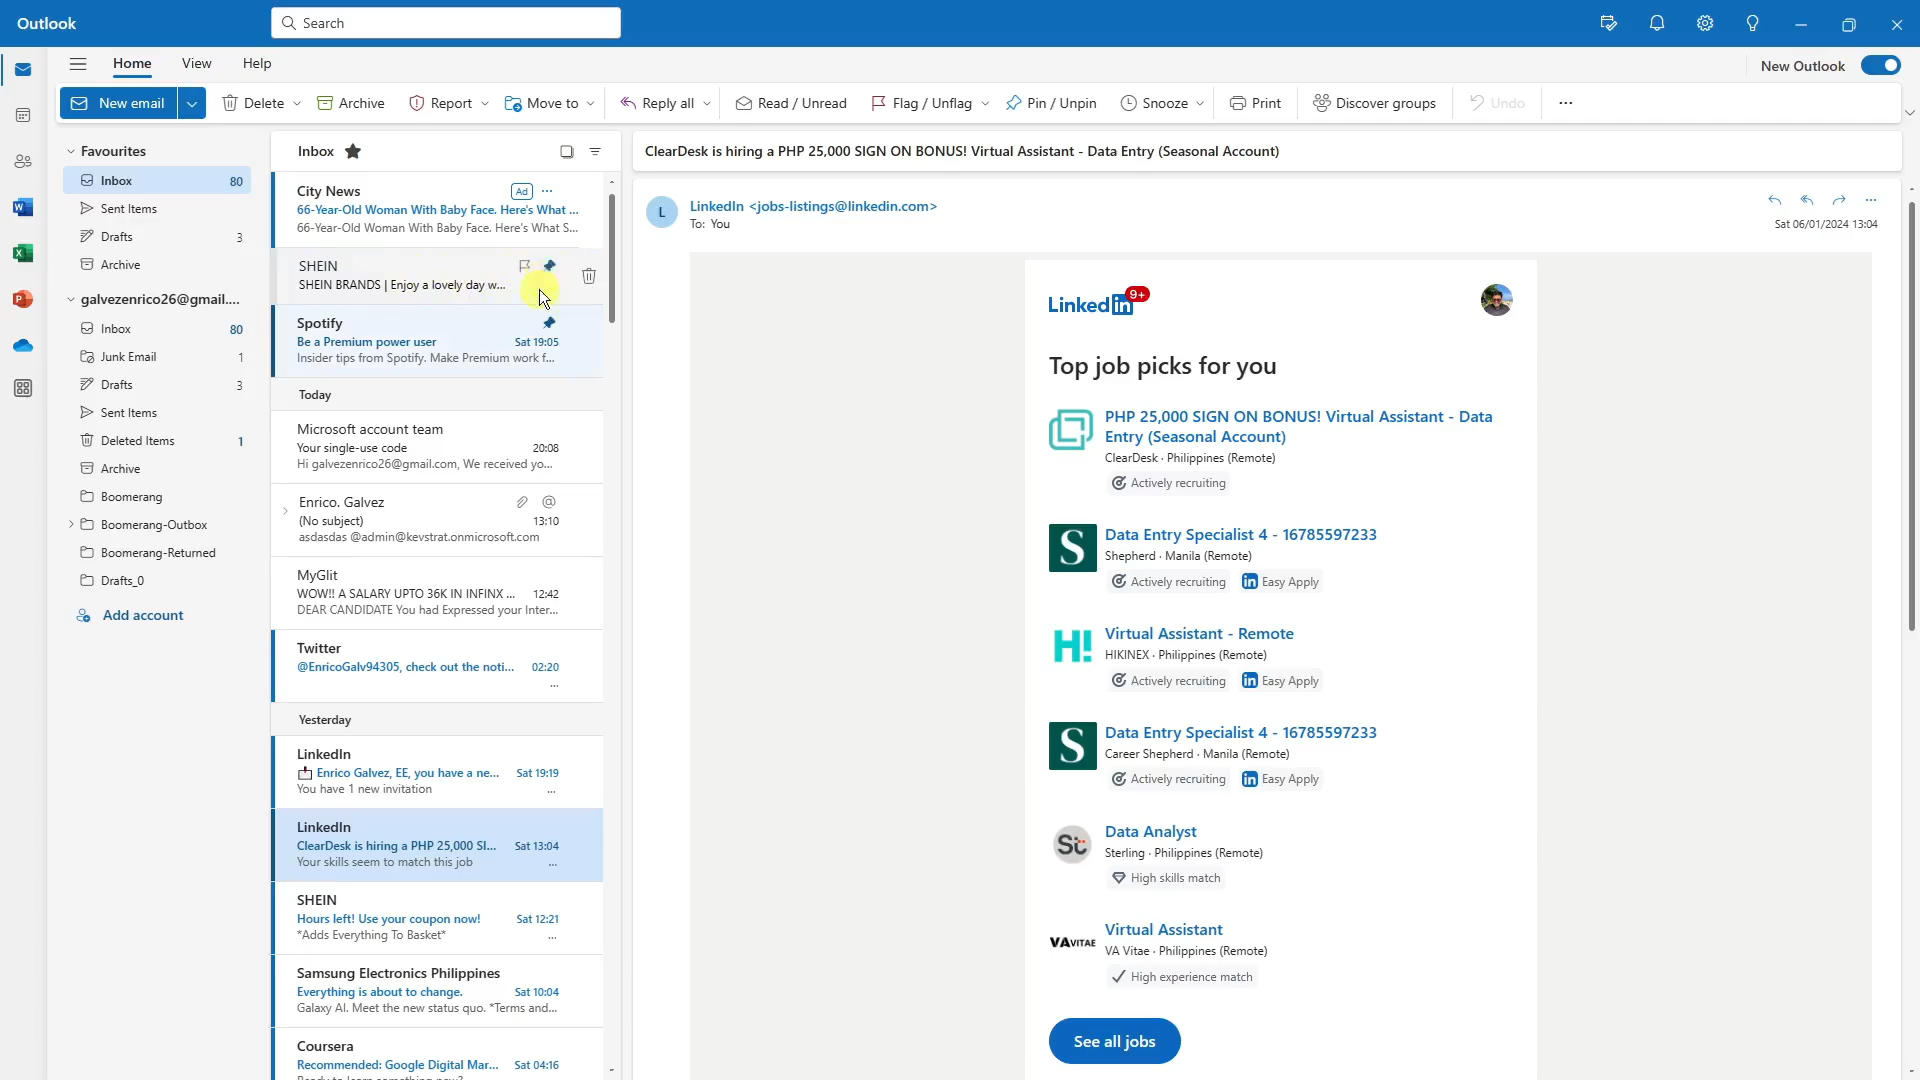 Outlook
Search
Home
View
Help
New Outlook
New email
Delete
Archive
Report
Move to
Reply all
Read / Unread
Flag / Unflag
Pin / Unpin
Snooze
Print
Discover groups
Undo
...
Favourites
Inbox 80
Sent Items
Drafts 3
Archive
galvezenrico26@gmail....
Inbox 80
Junk Email 1
Drafts 3
Sent Items
Deleted Items 1
Archive
Boomerang
Boomerang-Outbox
Boomerang-Returned
Drafts_0
Add account
Inbox
City News Ad ...
66-Year-Old Woman With Baby Face. Here's What ...
66-Year-Old Woman With Baby Face. Here's What S...
SHEIN
SHEIN BRANDS | Enjoy a lovely day w...
Spotify
Be a Premium power user Sat 19:05
Insider tips from Spotify. Make Premium work f...
Today
Microsoft account team
Your single-use code 20:08
Hi galvezenrico26@gmail.com, We received yo...
Enrico. Galvez @
(No subject) 13:10
asdasdas @admin@kevstrat.onmicrosoft.com
MyGlit
WOW!! A SALARY UPTO 36K IN INFINX ... 12:42
DEAR CANDIDATE You had Expressed your Inter...
Twitter
@EnricoGalv94305, check out the noti... 02:20
...
Yesterday
LinkedIn
Enrico Galvez, EE, you have a ne... Sat 19:19
You have 1 new invitation ...
LinkedIn
ClearDesk is hiring a PHP 25,000 SI... Sat 13:04
Your skills seem to match this job ...
SHEIN
Hours left! Use your coupon now! Sat 12:21
*Adds Everything To Basket* ...
Samsung Electronics Philippines
Everything is about to change. Sat 10:04
Galaxy AI. Meet the new status quo. *Terms and...
Coursera
Recommended: Google Digital Mar... Sat 04:16
ClearDesk is hiring a PHP 25,000 SIGN ON BONUS! Virtual Assistant - Data Entry (Seasonal Account)
L
LinkedIn <jobs-listings@linkedin.com>
To: You
Sat 06/01/2024 13:04
LinkedIn 9+
Top job picks for you
PHP 25,000 SIGN ON BONUS! Virtual Assistant - Data
Entry (Seasonal Account)
ClearDesk · Philippines (Remote)
Actively recruiting
S
Data Entry Specialist 4 - 16785597233
Shepherd · Manila (Remote)
Actively recruiting in Easy Apply
H!
Virtual Assistant - Remote
HIKINEX · Philippines (Remote)
Actively recruiting in Easy Apply
S
Data Entry Specialist 4 - 16785597233
Career Shepherd · Manila (Remote)
Actively recruiting in Easy Apply
St
Data Analyst
Sterling · Philippines (Remote)
High skills match
VAVITAE
Virtual Assistant
VA Vitae · Philippines (Remote)
High experience match
See all jobs